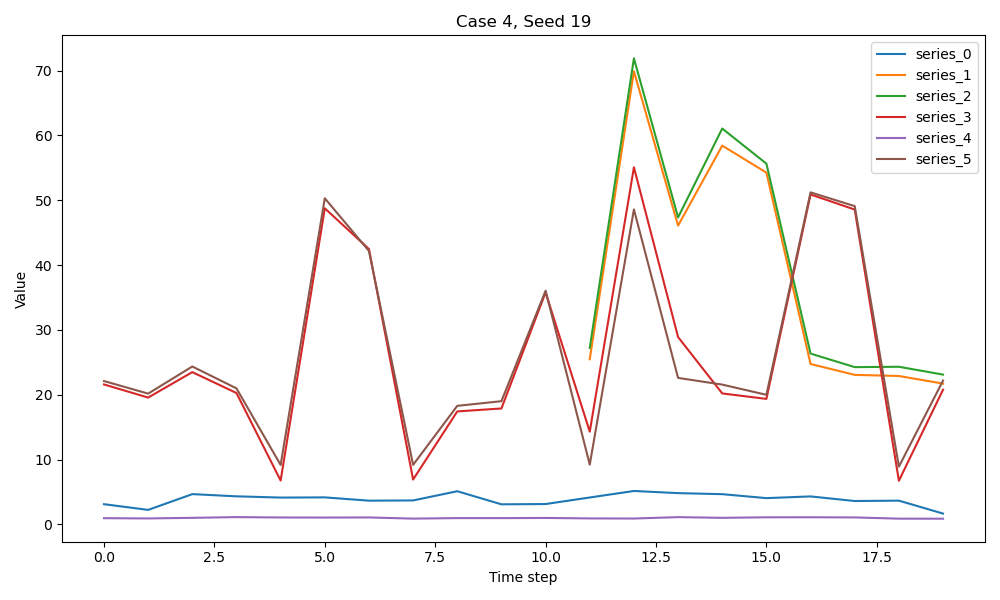 Case 4, Seed 19
Value
70
60
50
40
30
20
10
0
0.0 2.5 5.0 7.5 10.0 12.5 15.0 17.5
Time step
series_0
series_1
series_2
series_3
series_4
series_5